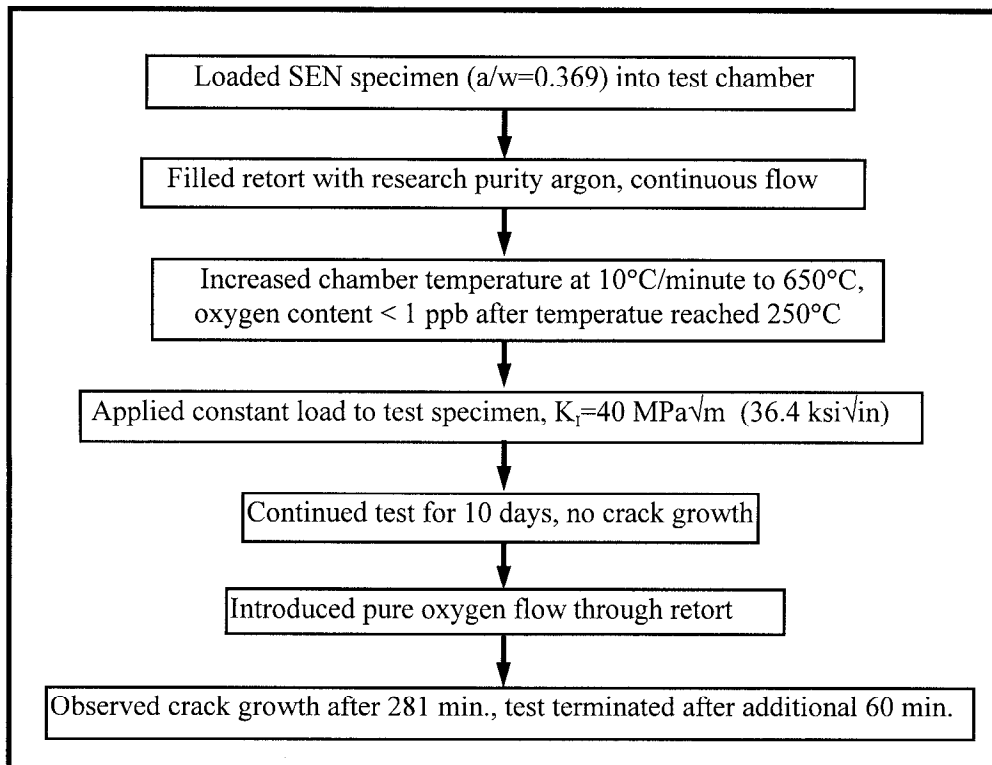 Loaded SEN specimen (a/w=0.369) into test chamber
Filled retort with research purity argon, continuous flow
Increased chamber temperature at 10°C/minute to 650°C,
oxygen content < 1 ppb after temperatue reached 250°C
Applied constant load to test specimen, K_I=40 MPa√m (36.4 ksi√in)
Continued test for 10 days, no crack growth
Introduced pure oxygen flow through retort
Observed crack growth after 281 min., test terminated after additional 60 min.